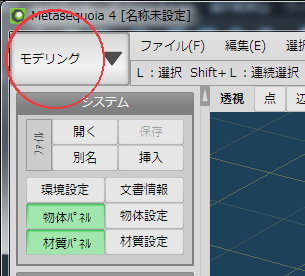 Metasequoia 4 [名称未設定]
モデリング
ファイル(F) 編集(E) 選択
L：選択 Shift+L：連続選択
システム
透視 点 辺
ファイル
開く 保存
別名 挿入
環境設定 文書情報
物体パネル 物体設定
材質パネル 材質設定